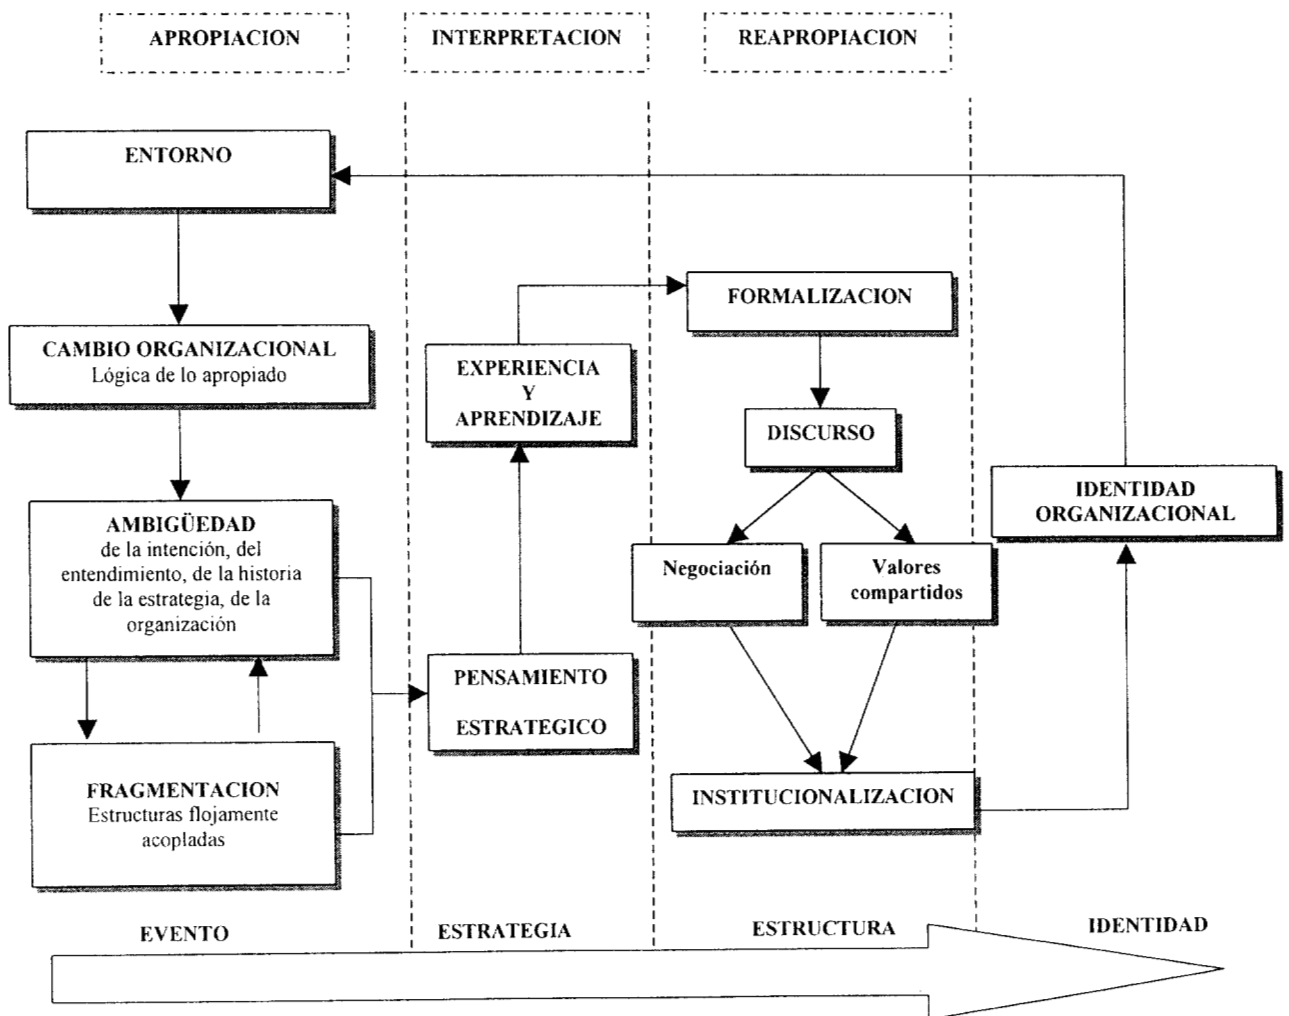 APROPIACION
INTERPRETACION
REAPROPIACION
ENTORNO
CAMBIO ORGANIZACIONAL
Lógica de lo apropiado
AMBIGÜEDAD
de la intención, del
entendimiento, de la historia
de la estrategia, de la
organización
FRAGMENTACION
Estructuras flojamente
acopladas
EXPERIENCIA
Y
APRENDIZAJE
PENSAMIENTO
ESTRATEGICO
FORMALIZACION
DISCURSO
Negociación
Valores
compartidos
INSTITUCIONALIZACION
IDENTIDAD
ORGANIZACIONAL
EVENTO
ESTRATEGIA
ESTRUCTURA
IDENTIDAD